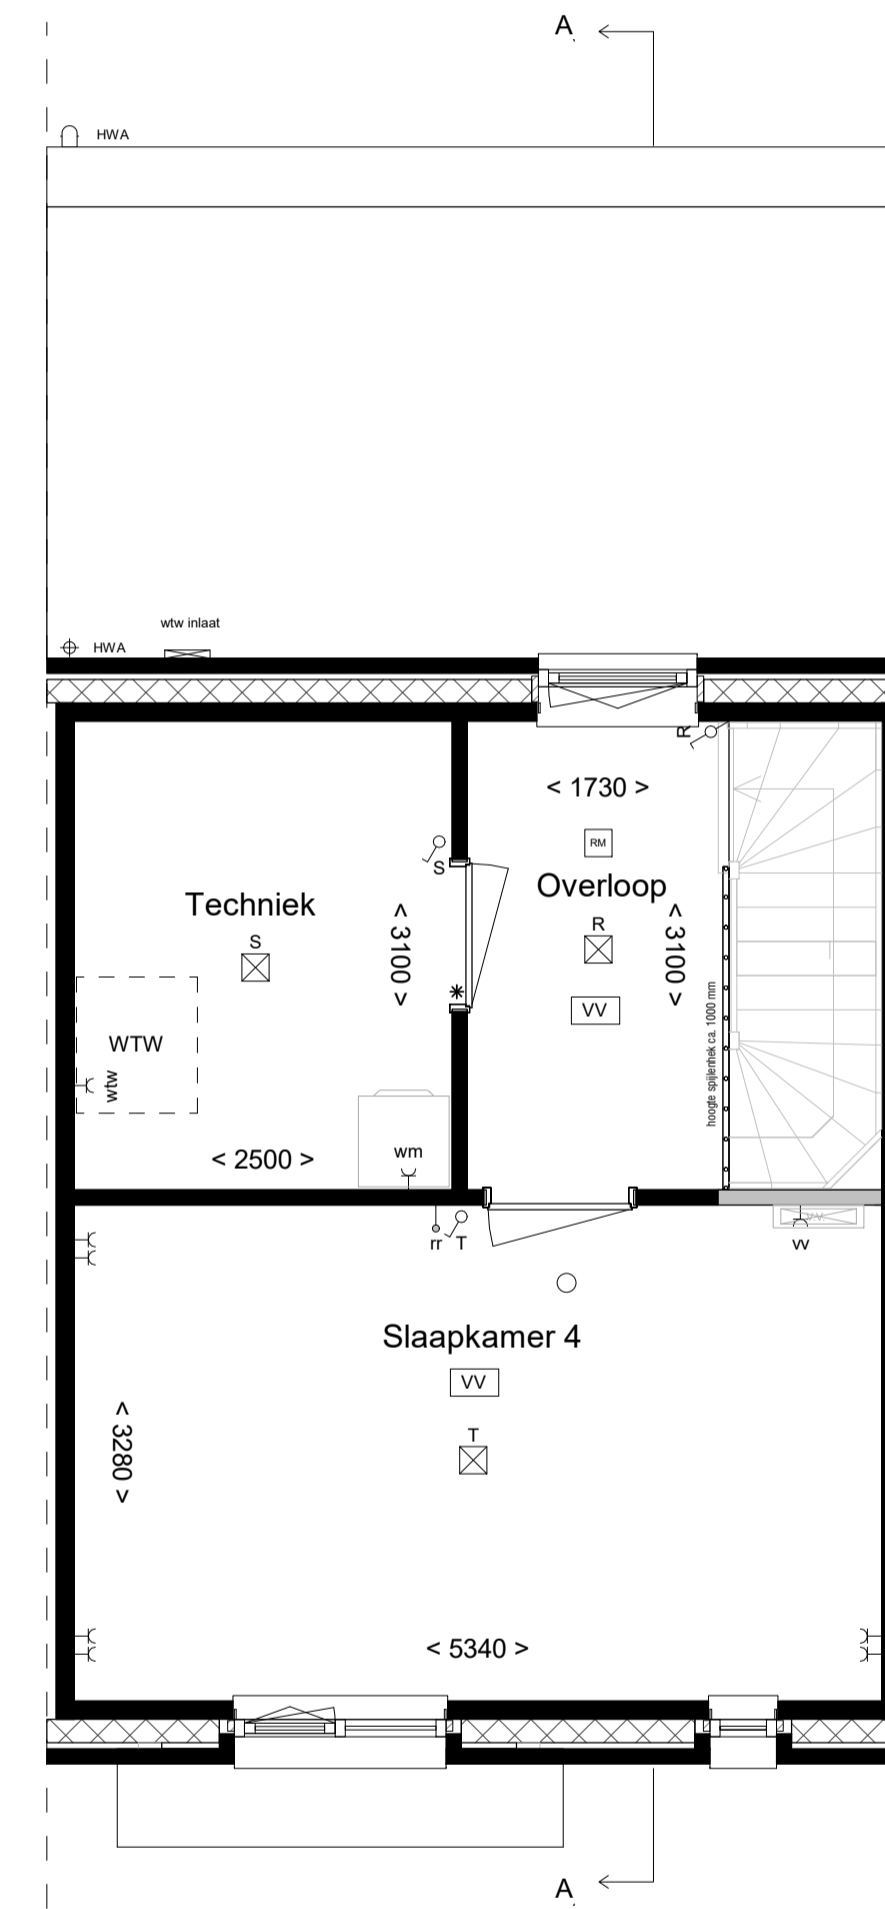 A
HWA
wtw inlaat
HWA
R
< 1730 >
RM
S
Techniek
Overloop
S
R
< 3100 >
< 3100 >
VV
WTW
wtw
hoogte spijlenhek ca. 1000 mm
wm
< 2500 >
rr T
V.V.
vv
Slaapkamer 4
VV
T
< 3280 >
< 5340 >
A